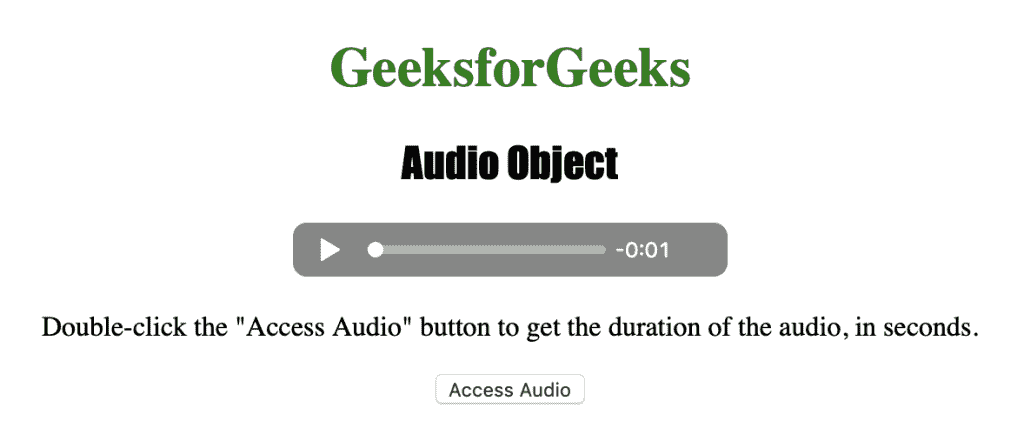 GeeksforGeeks
Audio Object
-0:01
Double-click the "Access Audio" button to get the duration of the audio, in seconds.
Access Audio